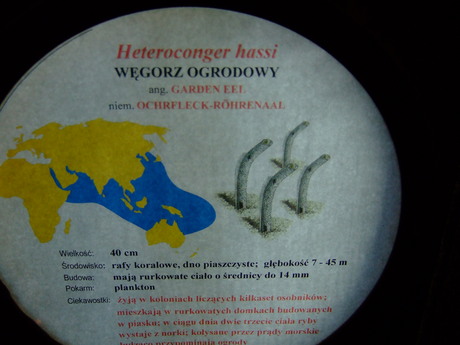 Heteroconger hassi
WĘGORZ OGRODOWY
ang. GARDEN EEL
niem. OCHRFLECK-RÖHRENAAL
Wielkość: 40 cm
Środowisko: rafy koralowe, dno piaszczyste; głębokość 7 - 45 m
Budowa: mają rurkowate ciało o średnicy do 14 mm
Pokarm: plankton
Ciekawostki: żyją w koloniach liczących kilkaset osobników;
mieszkają w rurkowatych domkach budowanych
w piasku; w ciągu dnia dwie trzecie ciała ryby
wystaje z norki; kołysane przez prądy morskie
ogrody